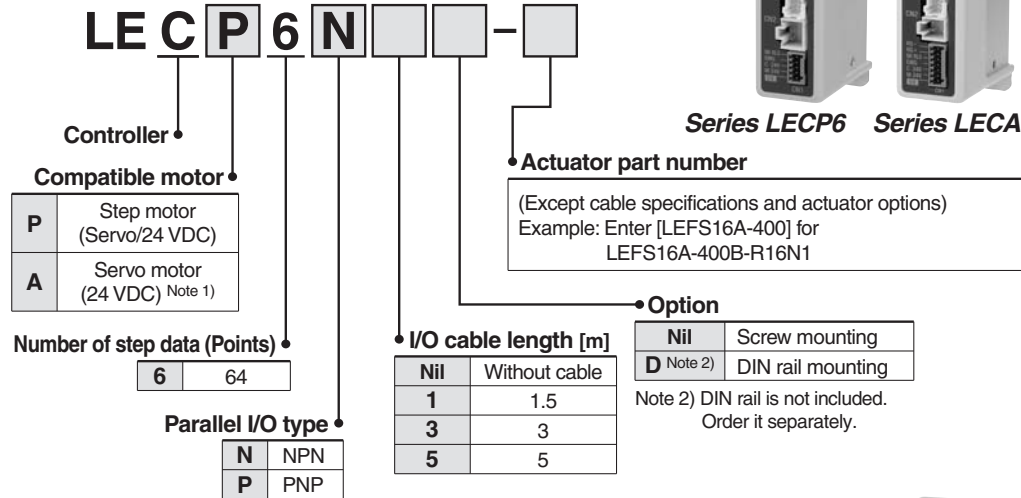 LE C P 6 N –
Series LECP6 Series LECA
Controller
Compatible motor
P Step motor
(Servo/24 VDC)
A Servo motor
(24 VDC) Note 1)
Number of step data (Points)
6 64
Parallel I/O type
N NPN
P PNP
I/O cable length [m]
Nil Without cable
1 1.5
3 3
5 5
Actuator part number
(Except cable specifications and actuator options)
Example: Enter [LEFS16A-400] for
LEFS16A-400B-R16N1
Option
Nil Screw mounting
D Note 2) DIN rail mounting
Note 2) DIN rail is not included.
Order it separately.